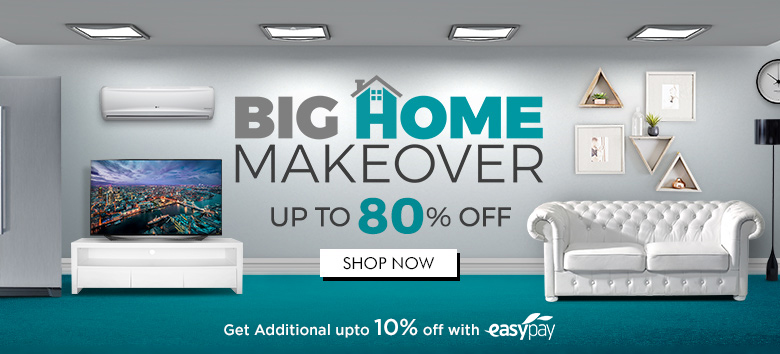 BIG HOME
MAKEOVER
UP TO 80% OFF
SHOP NOW
Get Additional upto 10% off with easypay